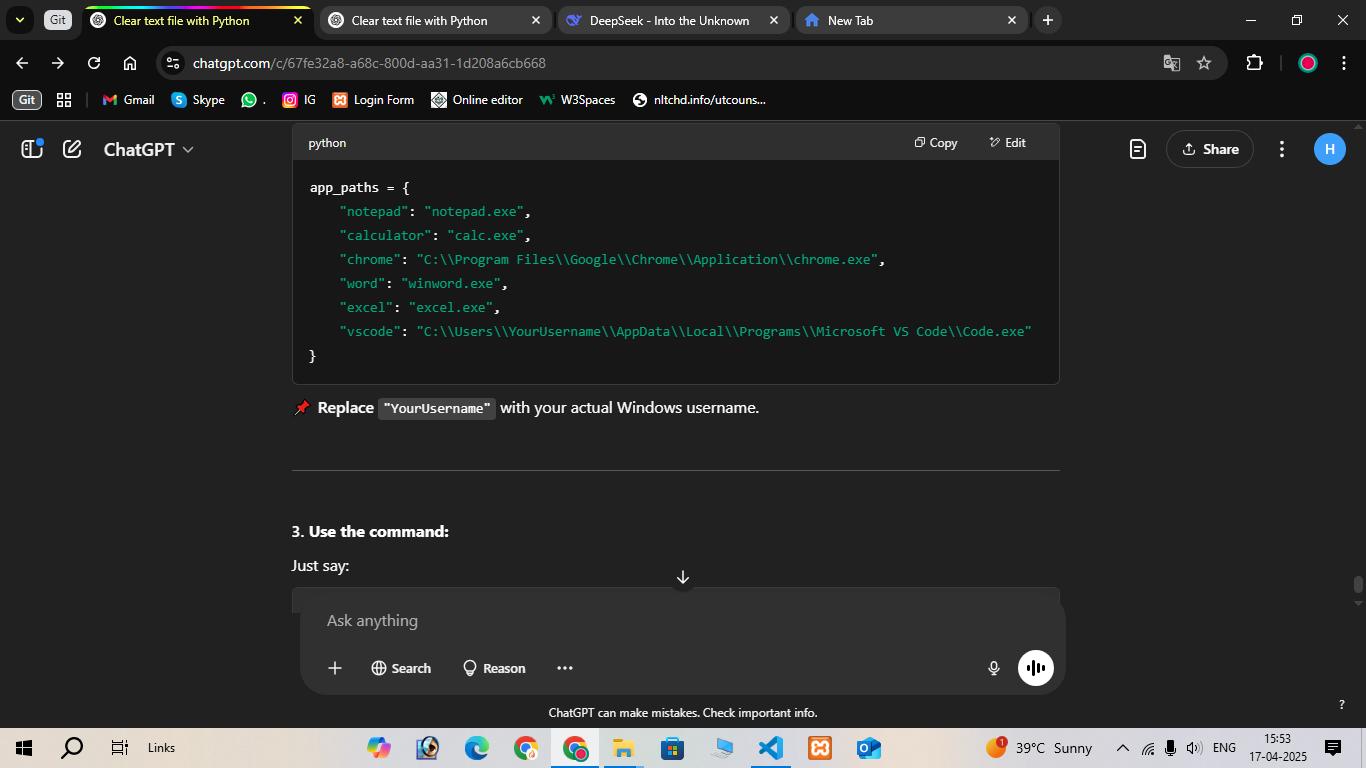 Git
Clear text file with Python
Clear text file with Python
DeepSeek - Into the Unknown
New Tab
chatgpt.com/c/67fe32a8-a68c-800d-aa31-1d208a6cb668
Git
Gmail
Skype
.
IG
Login Form
Online editor
W3Spaces
nltchd.info/utcouns...
ChatGPT
Share
H
python
Copy
Edit
app_paths = {
    "notepad": "notepad.exe",
    "calculator": "calc.exe",
    "chrome": "C:\\Program Files\\Google\\Chrome\\Application\\chrome.exe",
    "word": "winword.exe",
    "excel": "excel.exe",
    "vscode": "C:\\Users\\YourUsername\\AppData\\Local\\Programs\\Microsoft VS Code\\Code.exe"
}
📌 Replace "YourUsername" with your actual Windows username.
3. Use the command:
Just say:
Ask anything
Search
Reason
ChatGPT can make mistakes. Check important info.
?
Links
1
39°C Sunny
ENG
15:53
17-04-2025